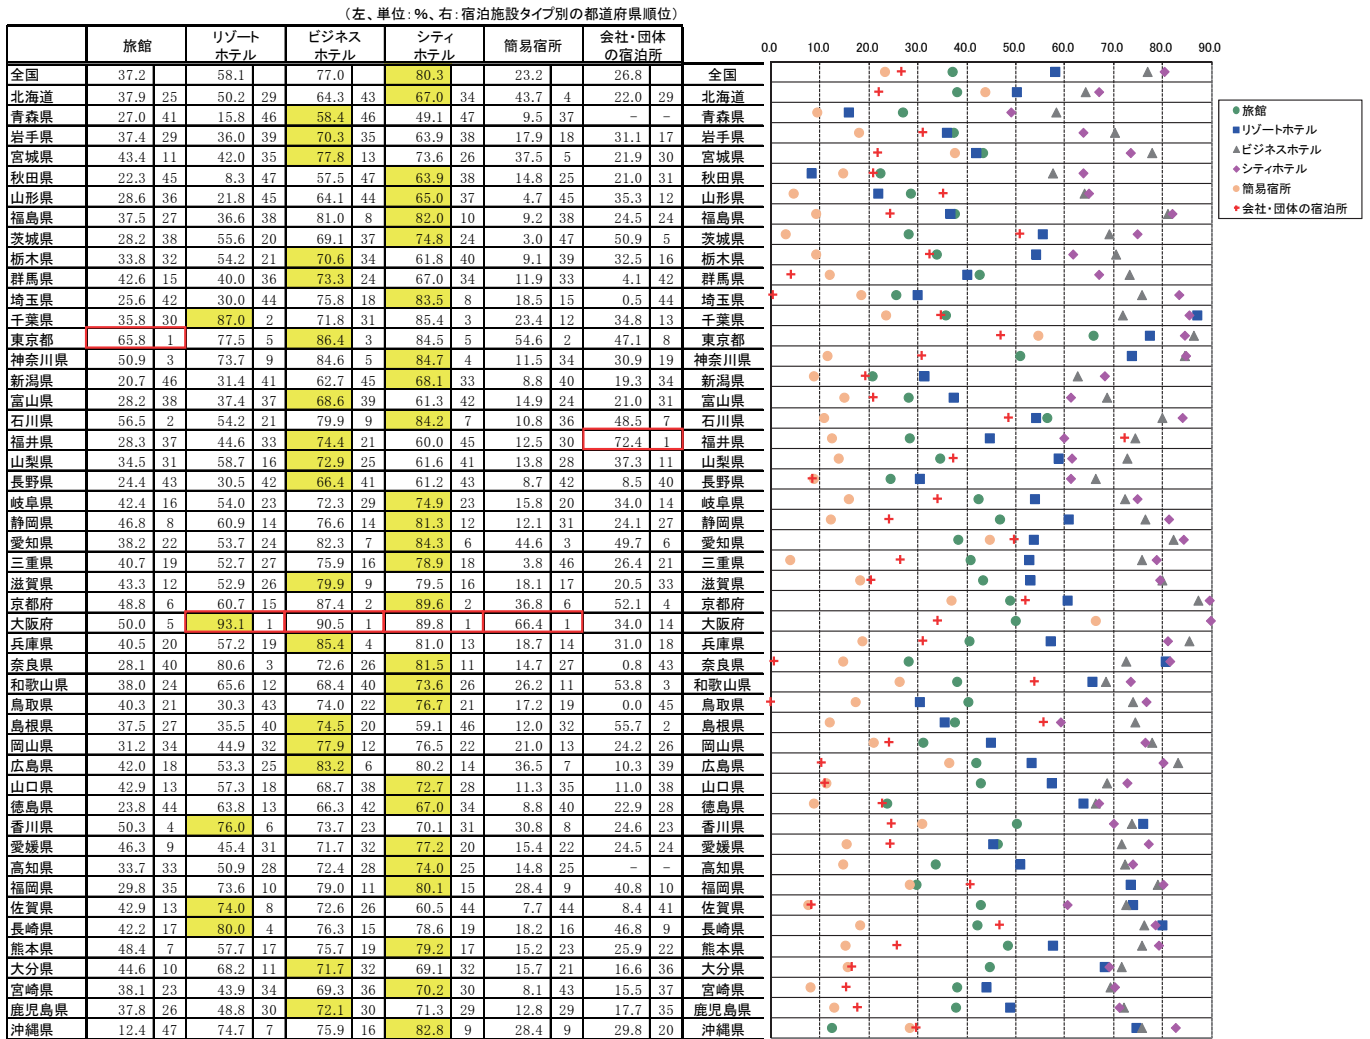 （左、単位：％、右：宿泊施設タイプ別の都道府県順位）
旅館 リゾートホテル ビジネスホテル シティホテル 簡易宿所 会社・団体の宿泊所
0.0 10.0 20.0 30.0 40.0 50.0 60.0 70.0 80.0 90.0
全国 37.2 58.1 77.0 80.3 23.2 26.8 全国
北海道 37.9 25 50.2 29 64.3 43 67.0 34 43.7 4 22.0 29 北海道
青森県 27.0 41 15.8 46 58.4 46 49.1 47 9.5 37 － － 青森県
岩手県 37.4 29 36.0 39 70.3 35 63.9 38 17.9 18 31.1 17 岩手県
宮城県 43.4 11 42.0 35 77.8 13 73.6 26 37.5 5 21.9 30 宮城県
秋田県 22.3 45 8.3 47 57.5 47 63.9 38 14.8 25 21.0 31 秋田県
山形県 28.6 36 21.8 45 64.1 44 65.0 37 4.7 45 35.3 12 山形県
福島県 37.5 27 36.6 38 81.0 8 82.0 10 9.2 38 24.5 24 福島県
茨城県 28.2 38 55.6 20 69.1 37 74.8 24 3.0 47 50.9 5 茨城県
栃木県 33.8 32 54.2 21 70.6 34 61.8 40 9.1 39 32.5 16 栃木県
群馬県 42.6 15 40.0 36 73.3 24 67.0 34 11.9 33 4.1 42 群馬県
埼玉県 25.6 42 30.0 44 75.8 18 83.5 8 18.5 15 0.5 44 埼玉県
千葉県 35.8 30 87.0 2 71.8 31 85.4 3 23.4 12 34.8 13 千葉県
東京都 65.8 1 77.5 5 86.4 3 84.5 5 54.6 2 47.1 8 東京都
神奈川県 50.9 3 73.7 9 84.6 5 84.7 4 11.5 34 30.9 19 神奈川県
新潟県 20.7 46 31.4 41 62.7 45 68.1 33 8.8 40 19.3 34 新潟県
富山県 28.2 38 37.4 37 68.6 39 61.3 42 14.9 24 21.0 31 富山県
石川県 56.5 2 54.2 21 79.9 9 84.2 7 10.8 36 48.5 7 石川県
福井県 28.3 37 44.6 33 74.4 21 60.0 45 12.5 30 72.4 1 福井県
山梨県 34.5 31 58.7 16 72.9 25 61.6 41 13.8 28 37.3 11 山梨県
長野県 24.4 43 30.5 42 66.4 41 61.2 43 8.7 42 8.5 40 長野県
岐阜県 42.4 16 54.0 23 72.3 29 74.9 23 15.8 20 34.0 14 岐阜県
静岡県 46.8 8 60.9 14 76.6 14 81.3 12 12.1 31 24.1 27 静岡県
愛知県 38.2 22 53.7 24 82.3 7 84.3 6 44.6 3 49.7 6 愛知県
三重県 40.7 19 52.7 27 75.9 16 78.9 18 3.8 46 26.4 21 三重県
滋賀県 43.3 12 52.9 26 79.9 9 79.5 16 18.1 17 20.5 33 滋賀県
京都府 48.8 6 60.7 15 87.4 2 89.6 2 36.8 6 52.1 4 京都府
大阪府 50.0 5 93.1 1 90.5 1 89.8 1 66.4 1 34.0 14 大阪府
兵庫県 40.5 20 57.2 19 85.4 4 81.0 13 18.7 14 31.0 18 兵庫県
奈良県 28.1 40 80.6 3 72.6 26 81.5 11 14.7 27 0.8 43 奈良県
和歌山県 38.0 24 65.6 12 68.4 40 73.6 26 26.2 11 53.8 3 和歌山県
鳥取県 40.3 21 30.3 43 74.0 22 76.7 21 17.2 19 0.0 45 鳥取県
島根県 37.5 27 35.5 40 74.5 20 59.1 46 12.0 32 55.7 2 島根県
岡山県 31.2 34 44.9 32 77.9 12 76.5 22 21.0 13 24.2 26 岡山県
広島県 42.0 18 53.3 25 83.2 6 80.2 14 36.5 7 10.3 39 広島県
山口県 42.9 13 57.3 18 68.7 38 72.7 28 11.3 35 11.0 38 山口県
徳島県 23.8 44 63.8 13 66.3 42 67.0 34 8.8 40 22.9 28 徳島県
香川県 50.3 4 76.0 6 73.7 23 70.1 31 30.8 8 24.6 23 香川県
愛媛県 46.3 9 45.4 31 71.7 32 77.2 20 15.4 22 24.5 24 愛媛県
高知県 33.7 33 50.9 28 72.4 28 74.0 25 14.8 25 － － 高知県
福岡県 29.8 35 73.6 10 79.0 11 80.1 15 28.4 9 40.8 10 福岡県
佐賀県 42.9 13 74.0 8 72.6 26 60.5 44 7.7 44 8.4 41 佐賀県
長崎県 42.2 17 80.0 4 76.3 15 78.6 19 18.2 16 46.8 9 長崎県
熊本県 48.4 7 57.7 17 75.7 19 79.2 17 15.2 23 25.9 22 熊本県
大分県 44.6 10 68.2 11 71.7 32 69.1 32 15.7 21 16.6 36 大分県
宮崎県 38.1 23 43.9 34 69.3 36 70.2 30 8.1 43 15.5 37 宮崎県
鹿児島県 37.8 26 48.8 30 72.1 30 71.3 29 12.8 29 17.7 35 鹿児島県
沖縄県 12.4 47 74.7 7 75.9 16 82.8 9 28.4 9 29.8 20 沖縄県
旅館
リゾートホテル
ビジネスホテル
シティホテル
簡易宿所
会社・団体の宿泊所